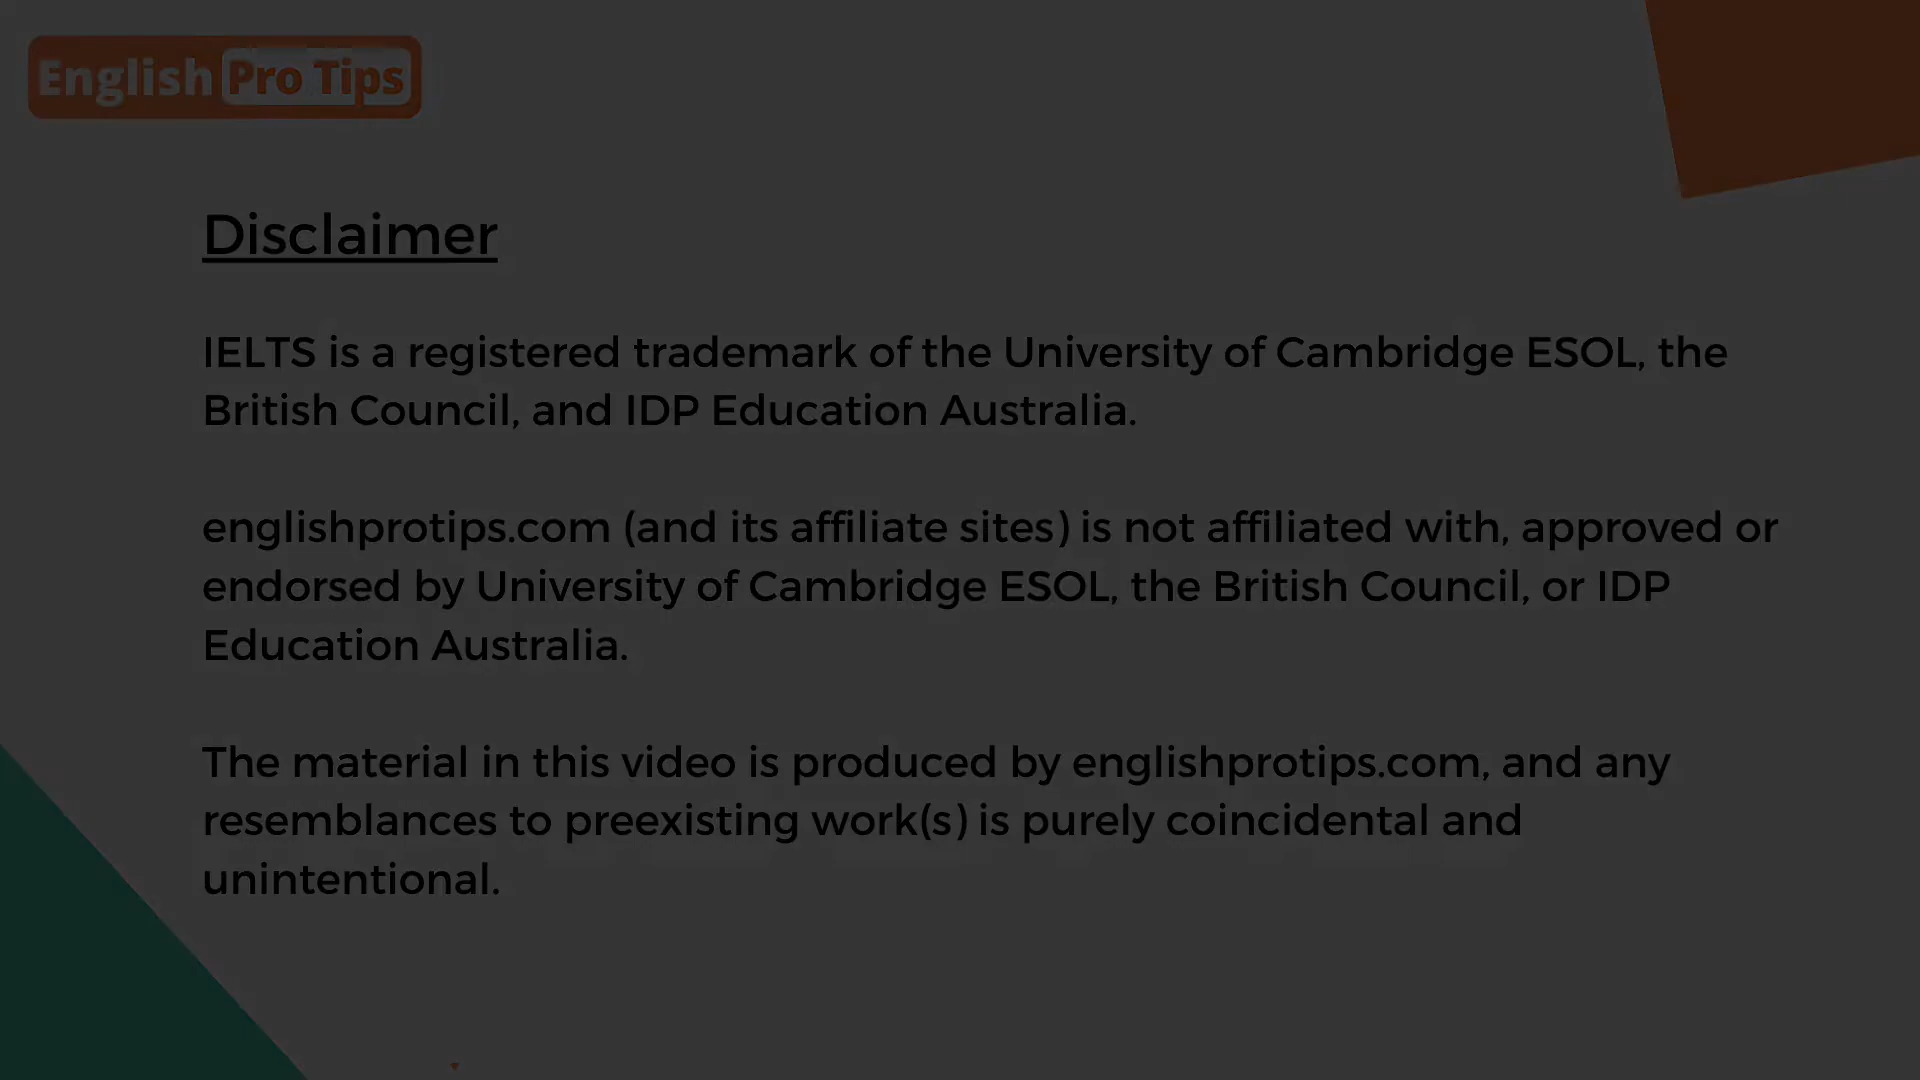 English Pro Tips
Disclaimer
IELTS is a registered trademark of the University of Cambridge ESOL, the
British Council, and IDP Education Australia.
englishprotips.com (and its affiliate sites) is not affiliated with, approved or
endorsed by University of Cambridge ESOL, the British Council, or IDP
Education Australia.
The material in this video is produced by englishprotips.com, and any
resemblances to preexisting work(s) is purely coincidental and
unintentional.